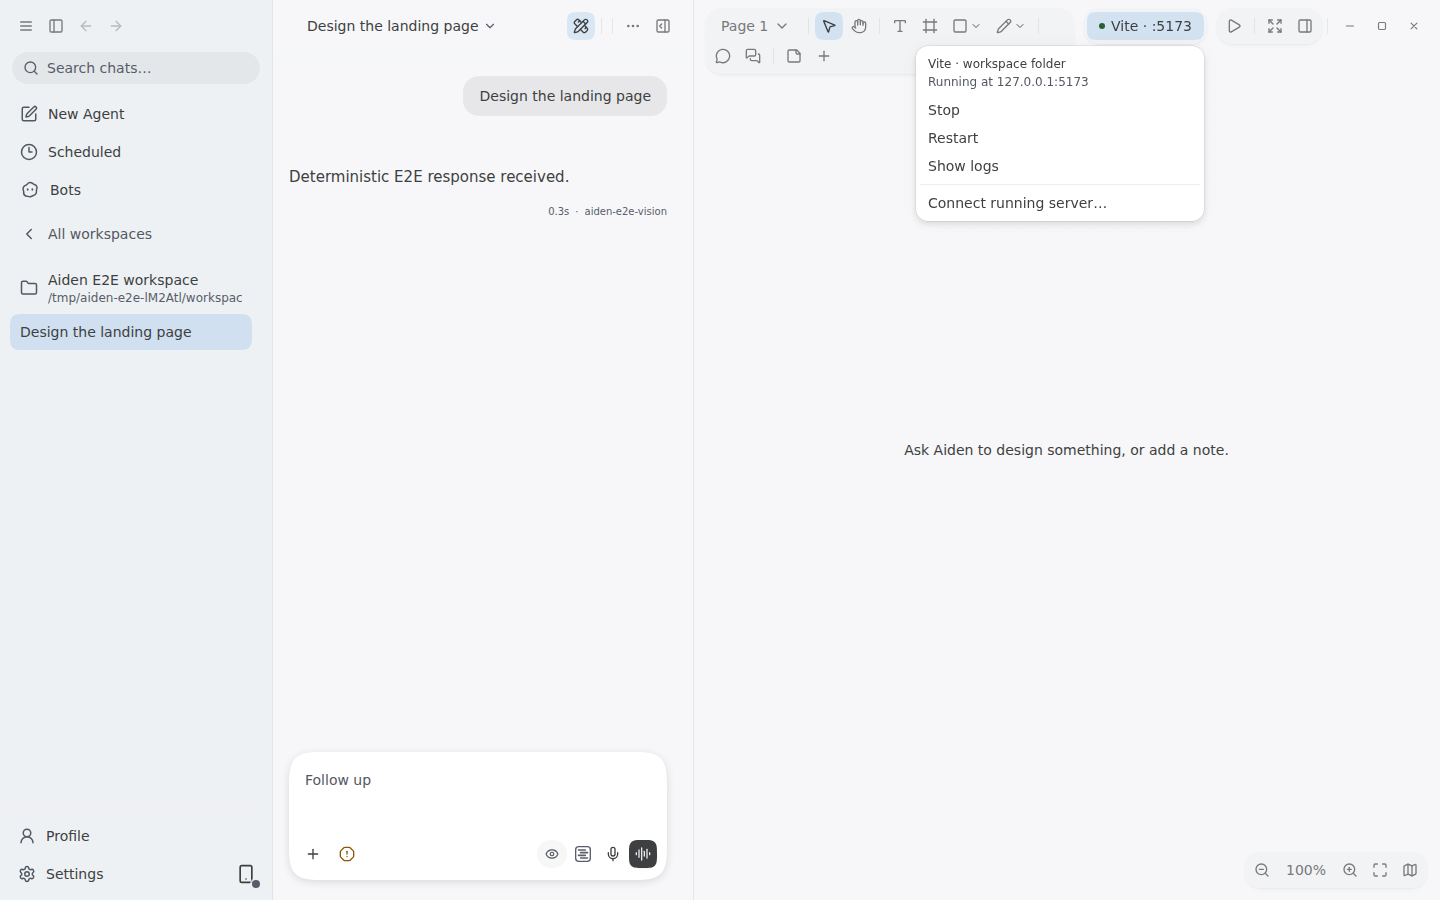 Design the landing page
Page 1
Vite · :5173
Search chats…
Vite · workspace folder
Running at 127.0.0.1:5173
Design the landing page
Stop
New Agent
Restart
Scheduled
Show logs
Deterministic E2E response received.
Bots
Connect running server…
0.3s · aiden-e2e-vision
All workspaces
Aiden E2E workspace
/tmp/aiden-e2e-lM2Atl/workspac
Design the landing page
Ask Aiden to design something, or add a note.
Follow up
Profile
Settings
100%